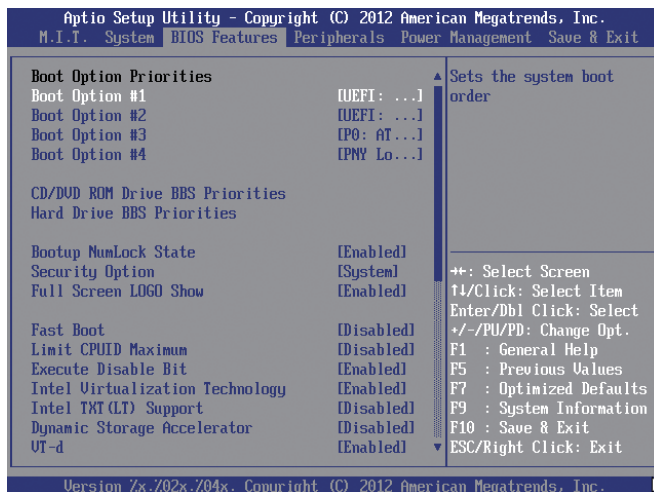 Aptio Setup Utility - Copyright (C) 2012 American Megatrends, Inc.
M.I.T. System BIOS Features Peripherals Power Management Save & Exit
Boot Option Priorities
Boot Option #1 [UEFI: ...]
Boot Option #2 [UEFI: ...]
Boot Option #3 [P0: AT...]
Boot Option #4 [PNY Lo...]
CD/DVD ROM Drive BBS Priorities
Hard Drive BBS Priorities
Bootup NumLock State [Enabled]
Security Option [System]
Full Screen LOGO Show [Enabled]
Fast Boot [Disabled]
Limit CPUID Maximum [Disabled]
Execute Disable Bit [Enabled]
Intel Virtualization Technology [Enabled]
Intel TXT(LT) Support [Disabled]
Dynamic Storage Accelerator [Disabled]
VT-d [Enabled]
Sets the system boot
order
→←: Select Screen
↑↓/Click: Select Item
Enter/Dbl Click: Select
+/-/PU/PD: Change Opt.
F1 : General Help
F5 : Previous Values
F7 : Optimized Defaults
F9 : System Information
F10 : Save & Exit
ESC/Right Click: Exit
Version %x.%02x.%04x. Copyright (C) 2012 American Megatrends, Inc.